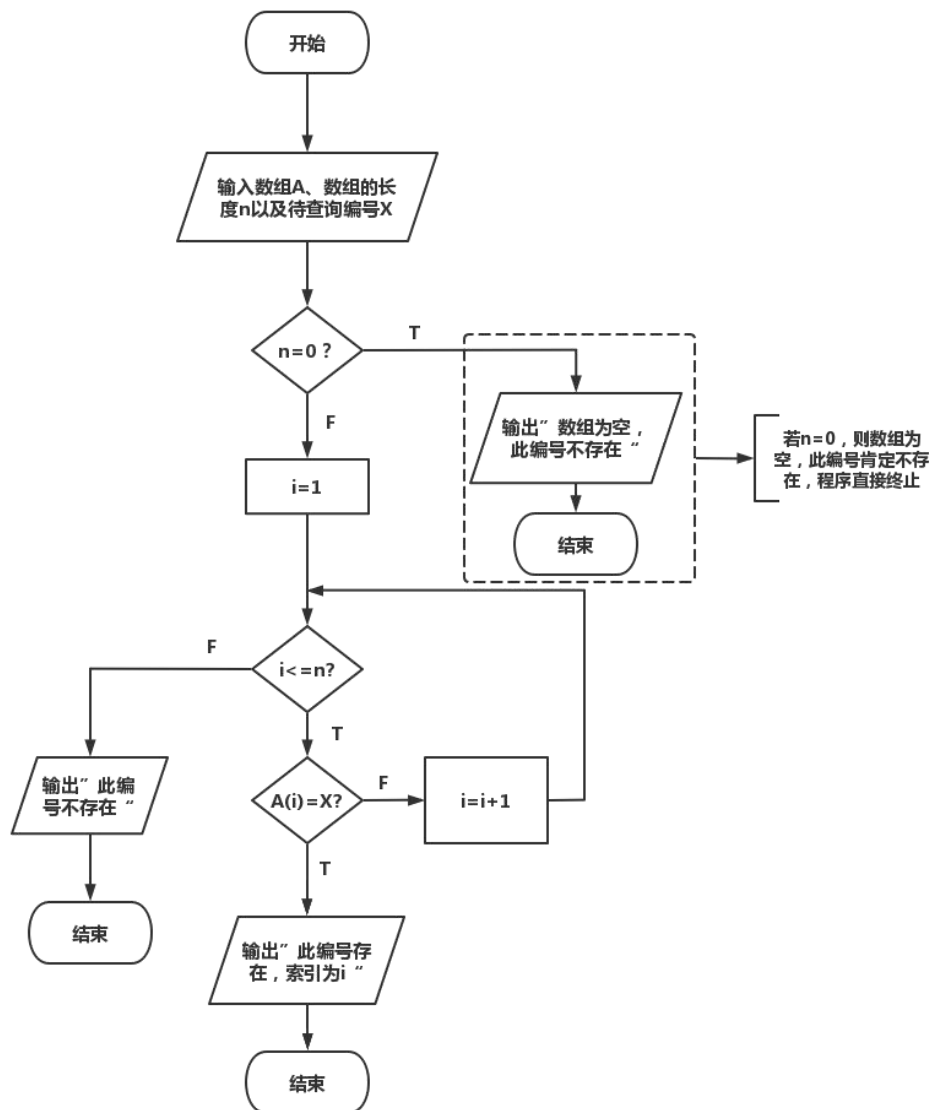 开始
输入数组A、数组的长
度n以及待查询编号X
n=0？
T
F
输出”数组为空，
此编号不存在“
若n=0，则数组为
空，此编号肯定不存
在，程序直接终止
i=1
结束
F
i<=n?
T
输出”此编
号不存在“
A(i)=X?
F
i=i+1
T
结束
输出”此编号存
在，索引为i“
结束